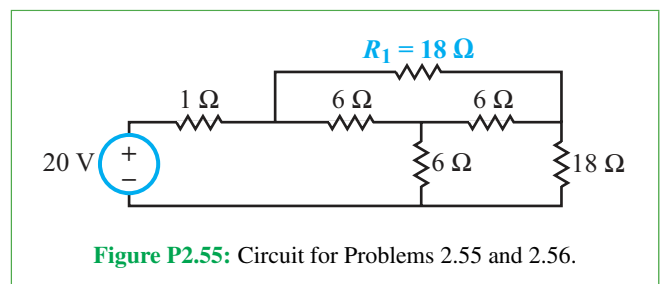 R₁ = 18 Ω
1 Ω 6 Ω 6 Ω
20 V + − 6 Ω 18 Ω
Figure P2.55: Circuit for Problems 2.55 and 2.56.